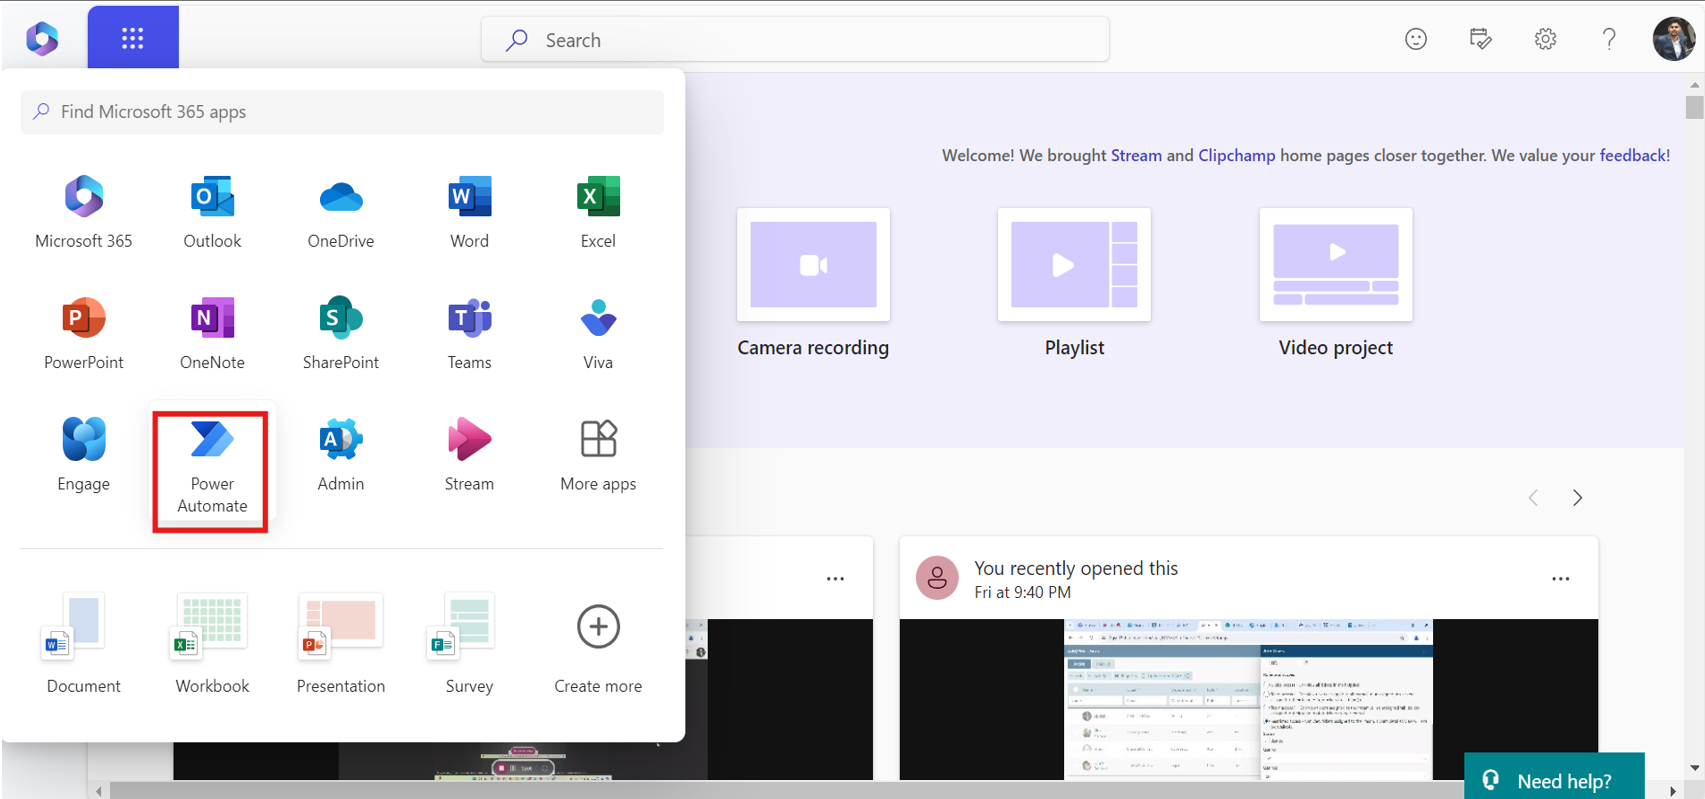 Search
Find Microsoft 365 apps
Welcome! We brought Stream and Clipchamp home pages closer together. We value your feedback!
Microsoft 365
Outlook
OneDrive
Word
Excel
PowerPoint
OneNote
SharePoint
Teams
Viva
Camera recording
Playlist
Video project
Engage
Power
Automate
Admin
Stream
More apps
You recently opened this
Fri at 9:40 PM
Document
Workbook
Presentation
Survey
Create more
Need help?